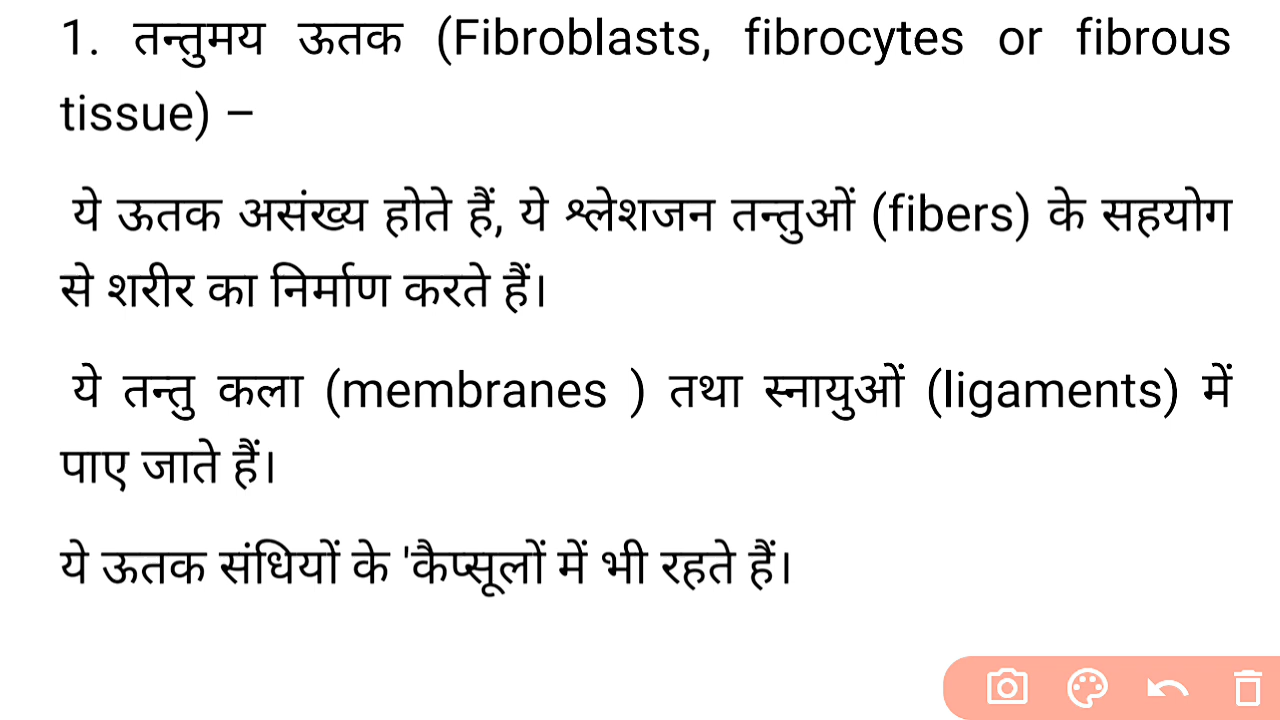 1. तन्तुमय ऊतक (Fibroblasts, fibrocytes or fibrous
tissue) –
ये ऊतक असंख्य होते हैं, ये श्लेशजन तन्तुओं (fibers) के सहयोग
से शरीर का निर्माण करते हैं।
ये तन्तु कला (membranes ) तथा स्नायुओं (ligaments) में
पाए जाते हैं।
ये ऊतक संधियों के 'कैप्सूलों में भी रहते हैं।